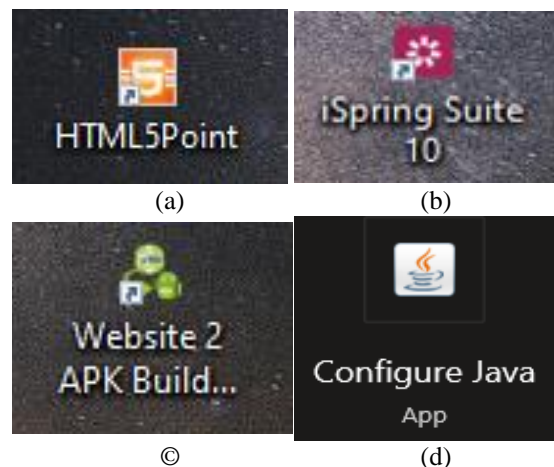 HTML5Point
(a)
iSpring Suite
10
(b)
Website 2
APK Build...
©
Configure Java
App
(d)